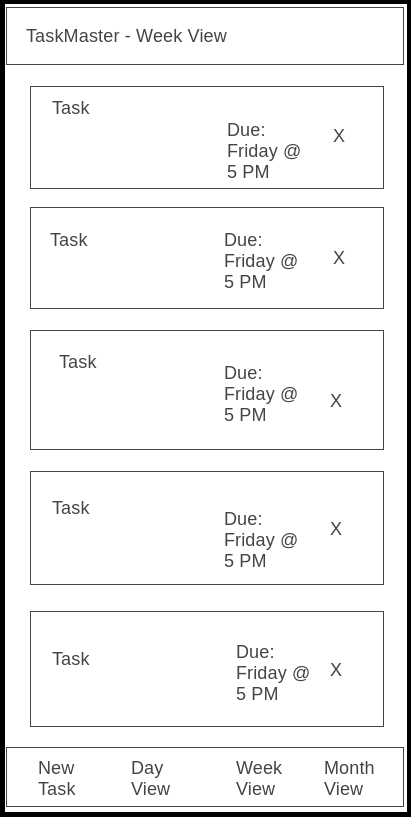 TaskMaster - Week View
Task
Due:
Friday @
5 PM
X
Task
Due:
Friday @
5 PM
X
Task
Due:
Friday @
5 PM
X
Task
Due:
Friday @
5 PM
X
Task
Due:
Friday @
5 PM
X
New
Task
Day
View
Week
View
Month
View